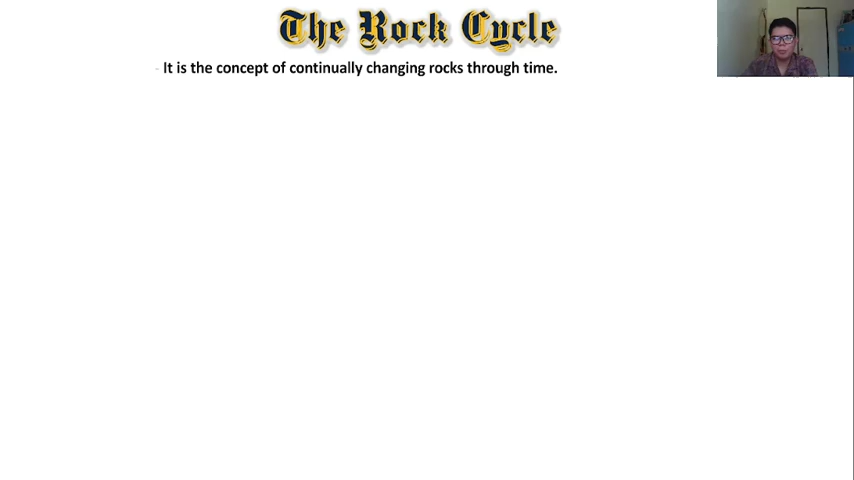 The Rock Cycle
- It is the concept of continually changing rocks through time.